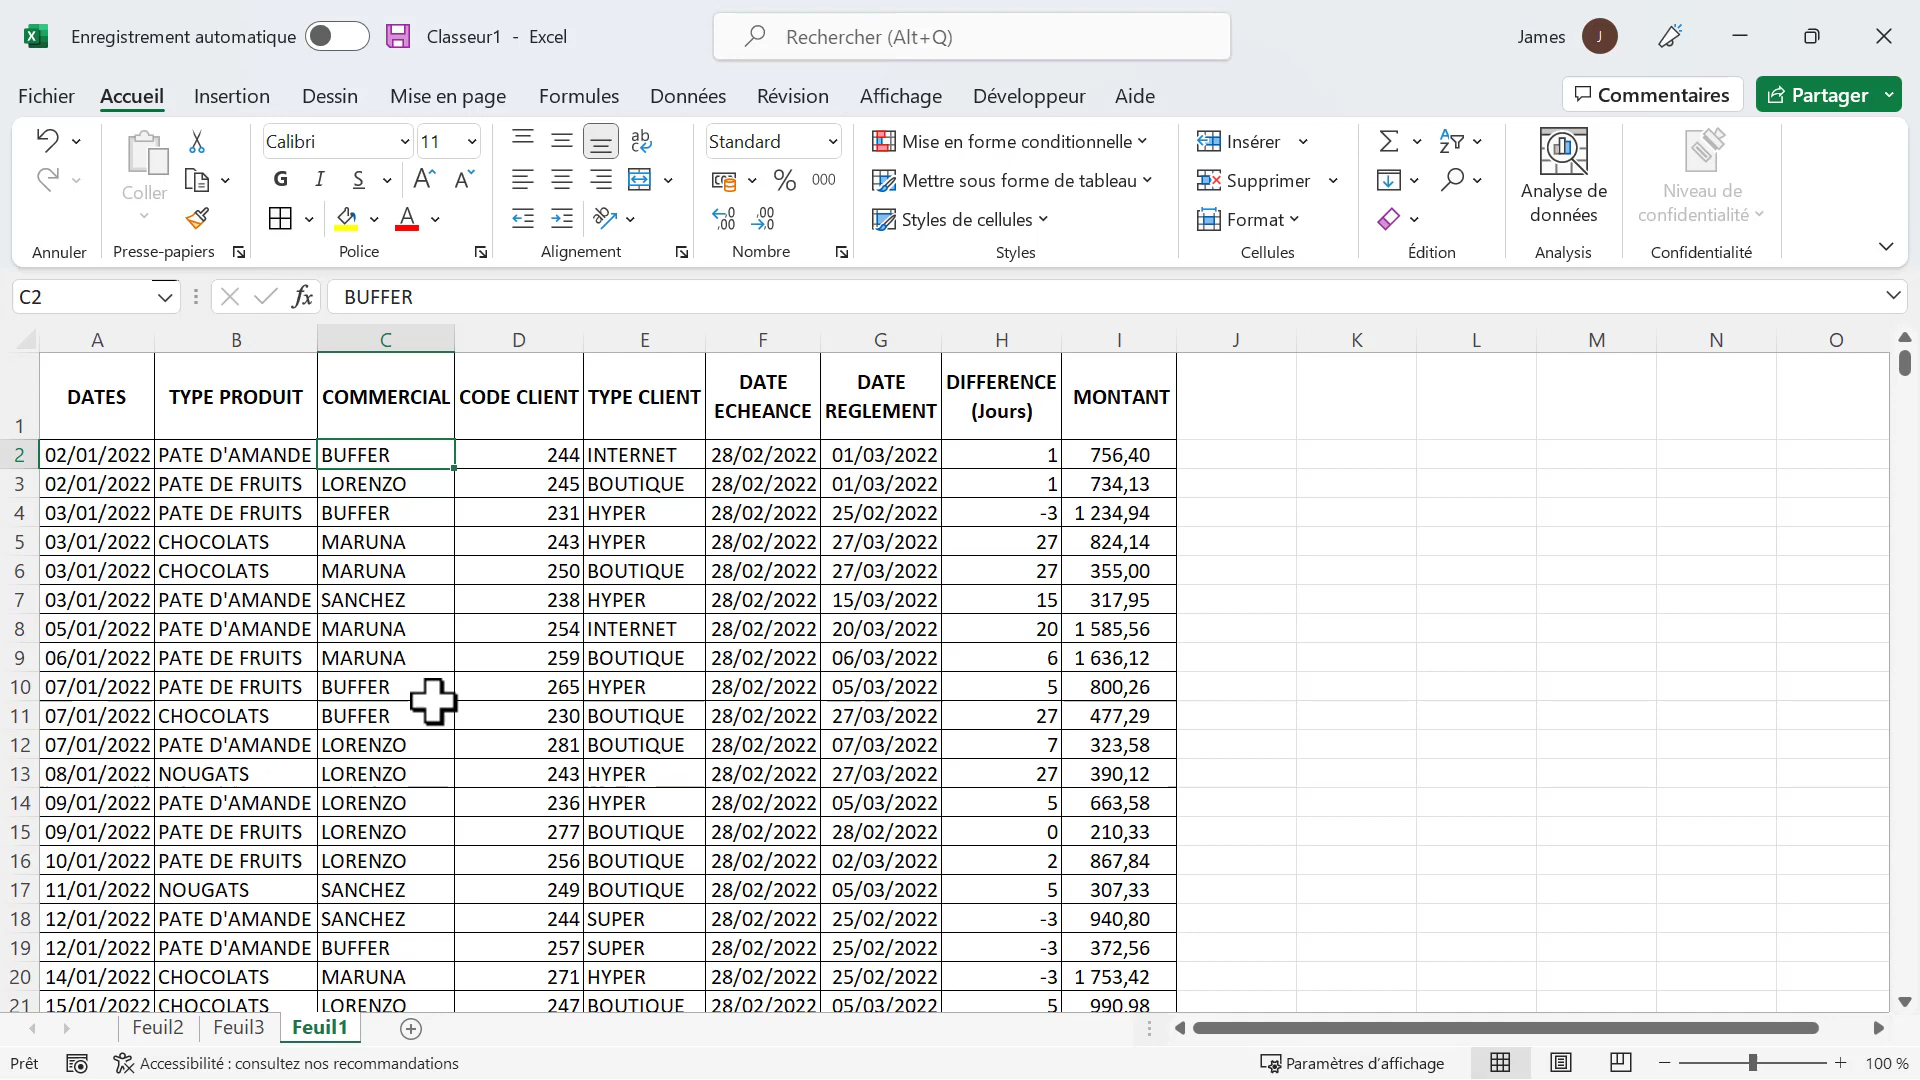 Enregistrement automatique Classeur1 - Excel Rechercher (Alt+Q) James J
Fichier Accueil Insertion Dessin Mise en page Formules Données Révision Affichage Développeur Aide Commentaires Partager
Calibri 11 ab Standard Mise en forme conditionnelle Insérer
Coller G I S A A % 000 Mettre sous forme de tableau Supprimer Analyse de données Niveau de confidentialité
A Styles de cellules Format
Annuler Presse-papiers Police Alignement Nombre Styles Cellules Édition Analysis Confidentialité
C2 fx BUFFER
A B C D E F G H I J K L M N O
1 DATES TYPE PRODUIT COMMERCIAL CODE CLIENT TYPE CLIENT DATE ECHEANCE DATE REGLEMENT DIFFERENCE (Jours) MONTANT
2 02/01/2022 PATE D'AMANDE BUFFER 244 INTERNET 28/02/2022 01/03/2022 1 756,40
3 02/01/2022 PATE DE FRUITS LORENZO 245 BOUTIQUE 28/02/2022 01/03/2022 1 734,13
4 03/01/2022 PATE DE FRUITS BUFFER 231 HYPER 28/02/2022 25/02/2022 -3 1 234,94
5 03/01/2022 CHOCOLATS MARUNA 243 HYPER 28/02/2022 27/03/2022 27 824,14
6 03/01/2022 CHOCOLATS MARUNA 250 BOUTIQUE 28/02/2022 27/03/2022 27 355,00
7 03/01/2022 PATE D'AMANDE SANCHEZ 238 HYPER 28/02/2022 15/03/2022 15 317,95
8 05/01/2022 PATE D'AMANDE MARUNA 254 INTERNET 28/02/2022 20/03/2022 20 1 585,56
9 06/01/2022 PATE DE FRUITS MARUNA 259 BOUTIQUE 28/02/2022 06/03/2022 6 1 636,12
10 07/01/2022 PATE DE FRUITS BUFFER 265 HYPER 28/02/2022 05/03/2022 5 800,26
11 07/01/2022 CHOCOLATS BUFFER 230 BOUTIQUE 28/02/2022 27/03/2022 27 477,29
12 07/01/2022 PATE D'AMANDE LORENZO 281 BOUTIQUE 28/02/2022 07/03/2022 7 323,58
13 08/01/2022 NOUGATS LORENZO 243 HYPER 28/02/2022 27/03/2022 27 390,12
14 09/01/2022 PATE D'AMANDE LORENZO 236 HYPER 28/02/2022 05/03/2022 5 663,58
15 09/01/2022 PATE DE FRUITS LORENZO 277 BOUTIQUE 28/02/2022 28/02/2022 0 210,33
16 10/01/2022 PATE DE FRUITS LORENZO 256 BOUTIQUE 28/02/2022 02/03/2022 2 867,84
17 11/01/2022 NOUGATS SANCHEZ 249 BOUTIQUE 28/02/2022 05/03/2022 5 307,33
18 12/01/2022 PATE D'AMANDE SANCHEZ 244 SUPER 28/02/2022 25/02/2022 -3 940,80
19 12/01/2022 PATE D'AMANDE BUFFER 257 SUPER 28/02/2022 25/02/2022 -3 372,56
20 14/01/2022 CHOCOLATS MARUNA 271 HYPER 28/02/2022 25/02/2022 -3 1 753,42
21 15/01/2022 CHOCOLATS LORENZO 247 BOUTIQUE 28/02/2022 05/03/2022 5 990,98
Feuil2 Feuil3 Feuil1
Prêt Accessibilité : consultez nos recommandations Paramètres d'affichage 100 %